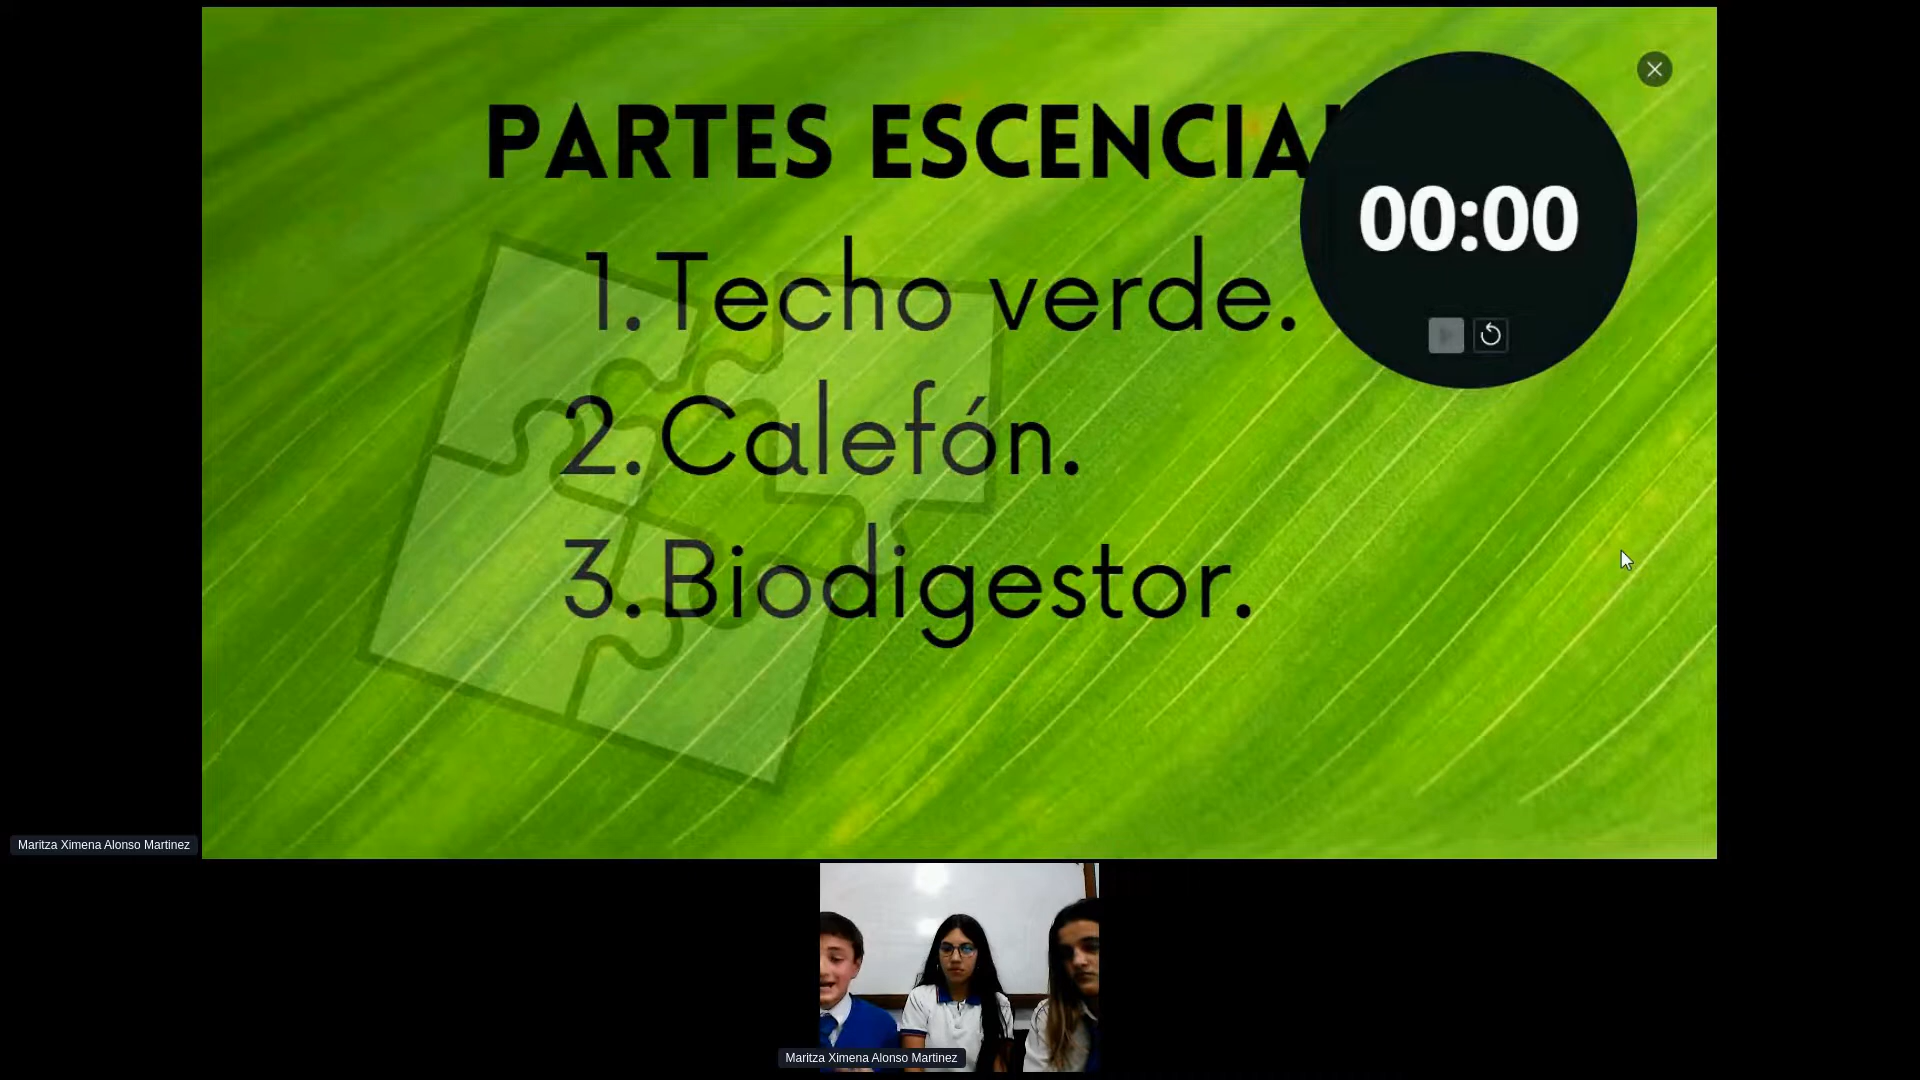 PARTES ESCENCIA
00:00
1. Techo verde.
2. Calefón.
3. Biodigestor.
Maritza Ximena Alonso Martinez
Maritza Ximena Alonso Martinez